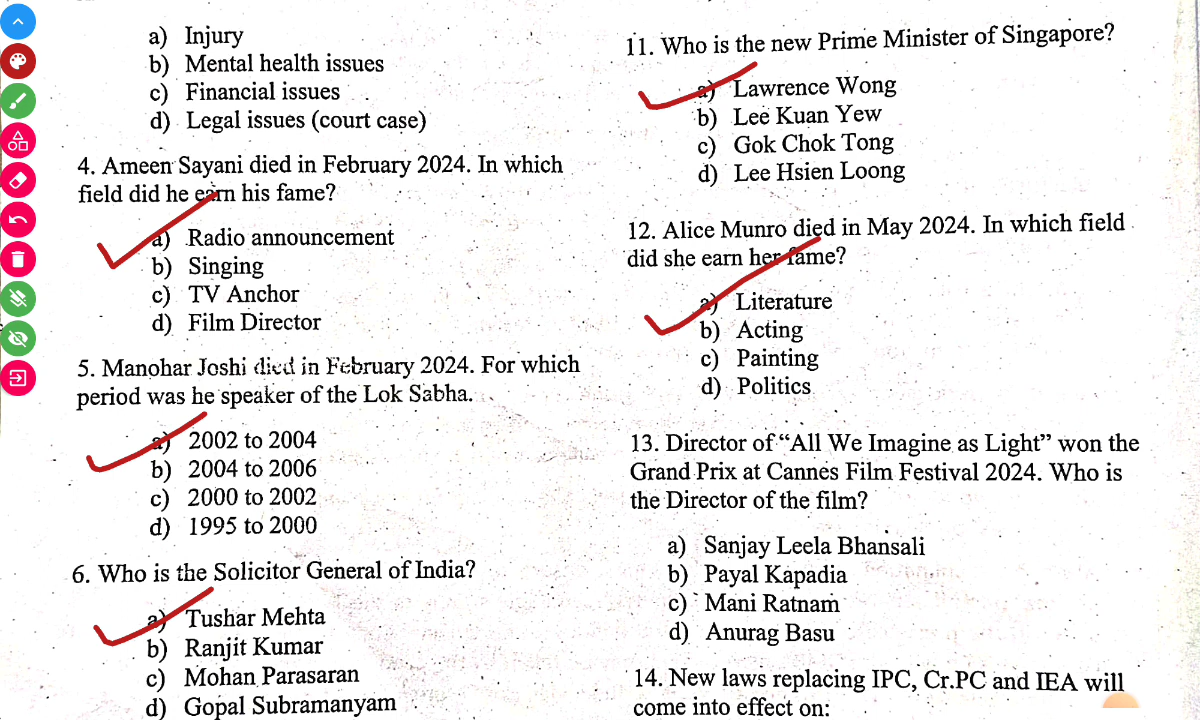 a) Injury
b) Mental health issues
c) Financial issues
d) Legal issues (court case)
4. Ameen Sayani died in February 2024. In which
field did he earn his fame?
a) Radio announcement
b) Singing
c) TV Anchor
d) Film Director
5. Manohar Joshi died in February 2024. For which
period was he speaker of the Lok Sabha.
a) 2002 to 2004
b) 2004 to 2006
c) 2000 to 2002
d) 1995 to 2000
6. Who is the Solicitor General of India?
a) Tushar Mehta
b) Ranjit Kumar
c) Mohan Parasaran
d) Gopal Subramanyam
11. Who is the new Prime Minister of Singapore?
a) Lawrence Wong
b) Lee Kuan Yew
c) Gok Chok Tong
d) Lee Hsien Loong
12. Alice Munro died in May 2024. In which field
did she earn her fame?
a) Literature
b) Acting
c) Painting
d) Politics
13. Director of “All We Imagine as Light” won the
Grand Prix at Cannes Film Festival 2024. Who is
the Director of the film?
a) Sanjay Leela Bhansali
b) Payal Kapadia
c) Mani Ratnam
d) Anurag Basu
14. New laws replacing IPC, Cr.PC and IEA will
come into effect on: